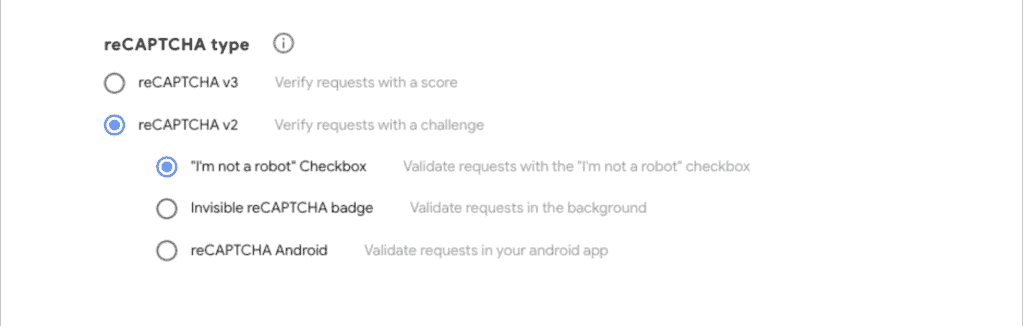 reCAPTCHA type
reCAPTCHA v3 Verify requests with a score
reCAPTCHA v2 Verify requests with a challenge
"I'm not a robot" Checkbox Validate requests with the "I'm not a robot" checkbox
Invisible reCAPTCHA badge Validate requests in the background
reCAPTCHA Android Validate requests in your android app